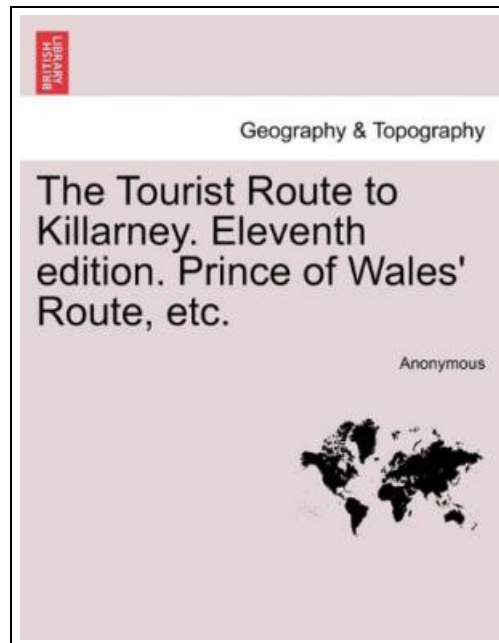 BRITISH
LIBRARY
Geography & Topography
The Tourist Route to
Killarney. Eleventh
edition. Prince of Wales'
Route, etc.
Anonymous